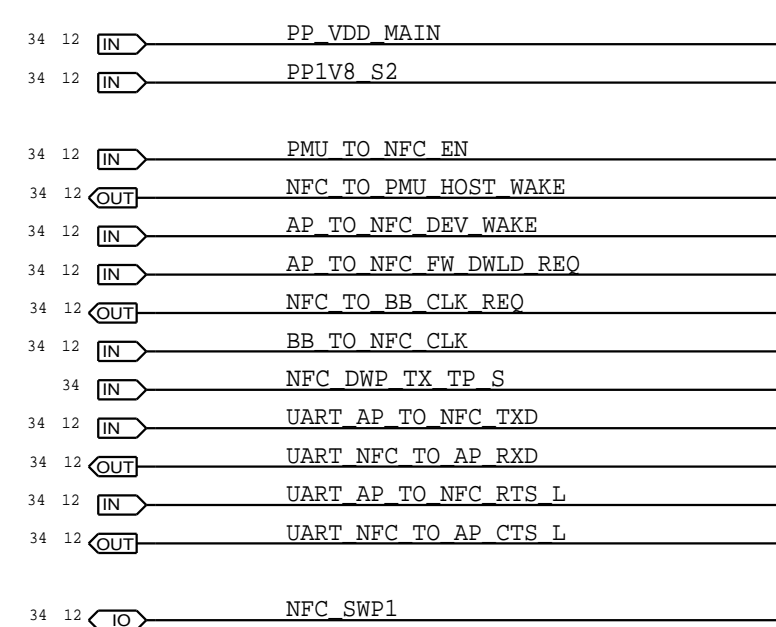 34 12 IN PP_VDD_MAIN
34 12 IN PP1V8_S2
34 12 IN PMU_TO_NFC_EN
34 12 OUT NFC_TO_PMU_HOST_WAKE
34 12 IN AP_TO_NFC_DEV_WAKE
34 12 IN AP_TO_NFC_FW_DWLD_REQ
34 12 OUT NFC_TO_BB_CLK_REQ
34 12 IN BB_TO_NFC_CLK
34 IN NFC_DWP_TX_TP_S
34 12 IN UART_AP_TO_NFC_TXD
34 12 OUT UART_NFC_TO_AP_RXD
34 12 IN UART_AP_TO_NFC_RTS_L
34 12 OUT UART_NFC_TO_AP_CTS_L
34 12 IO NFC_SWP1